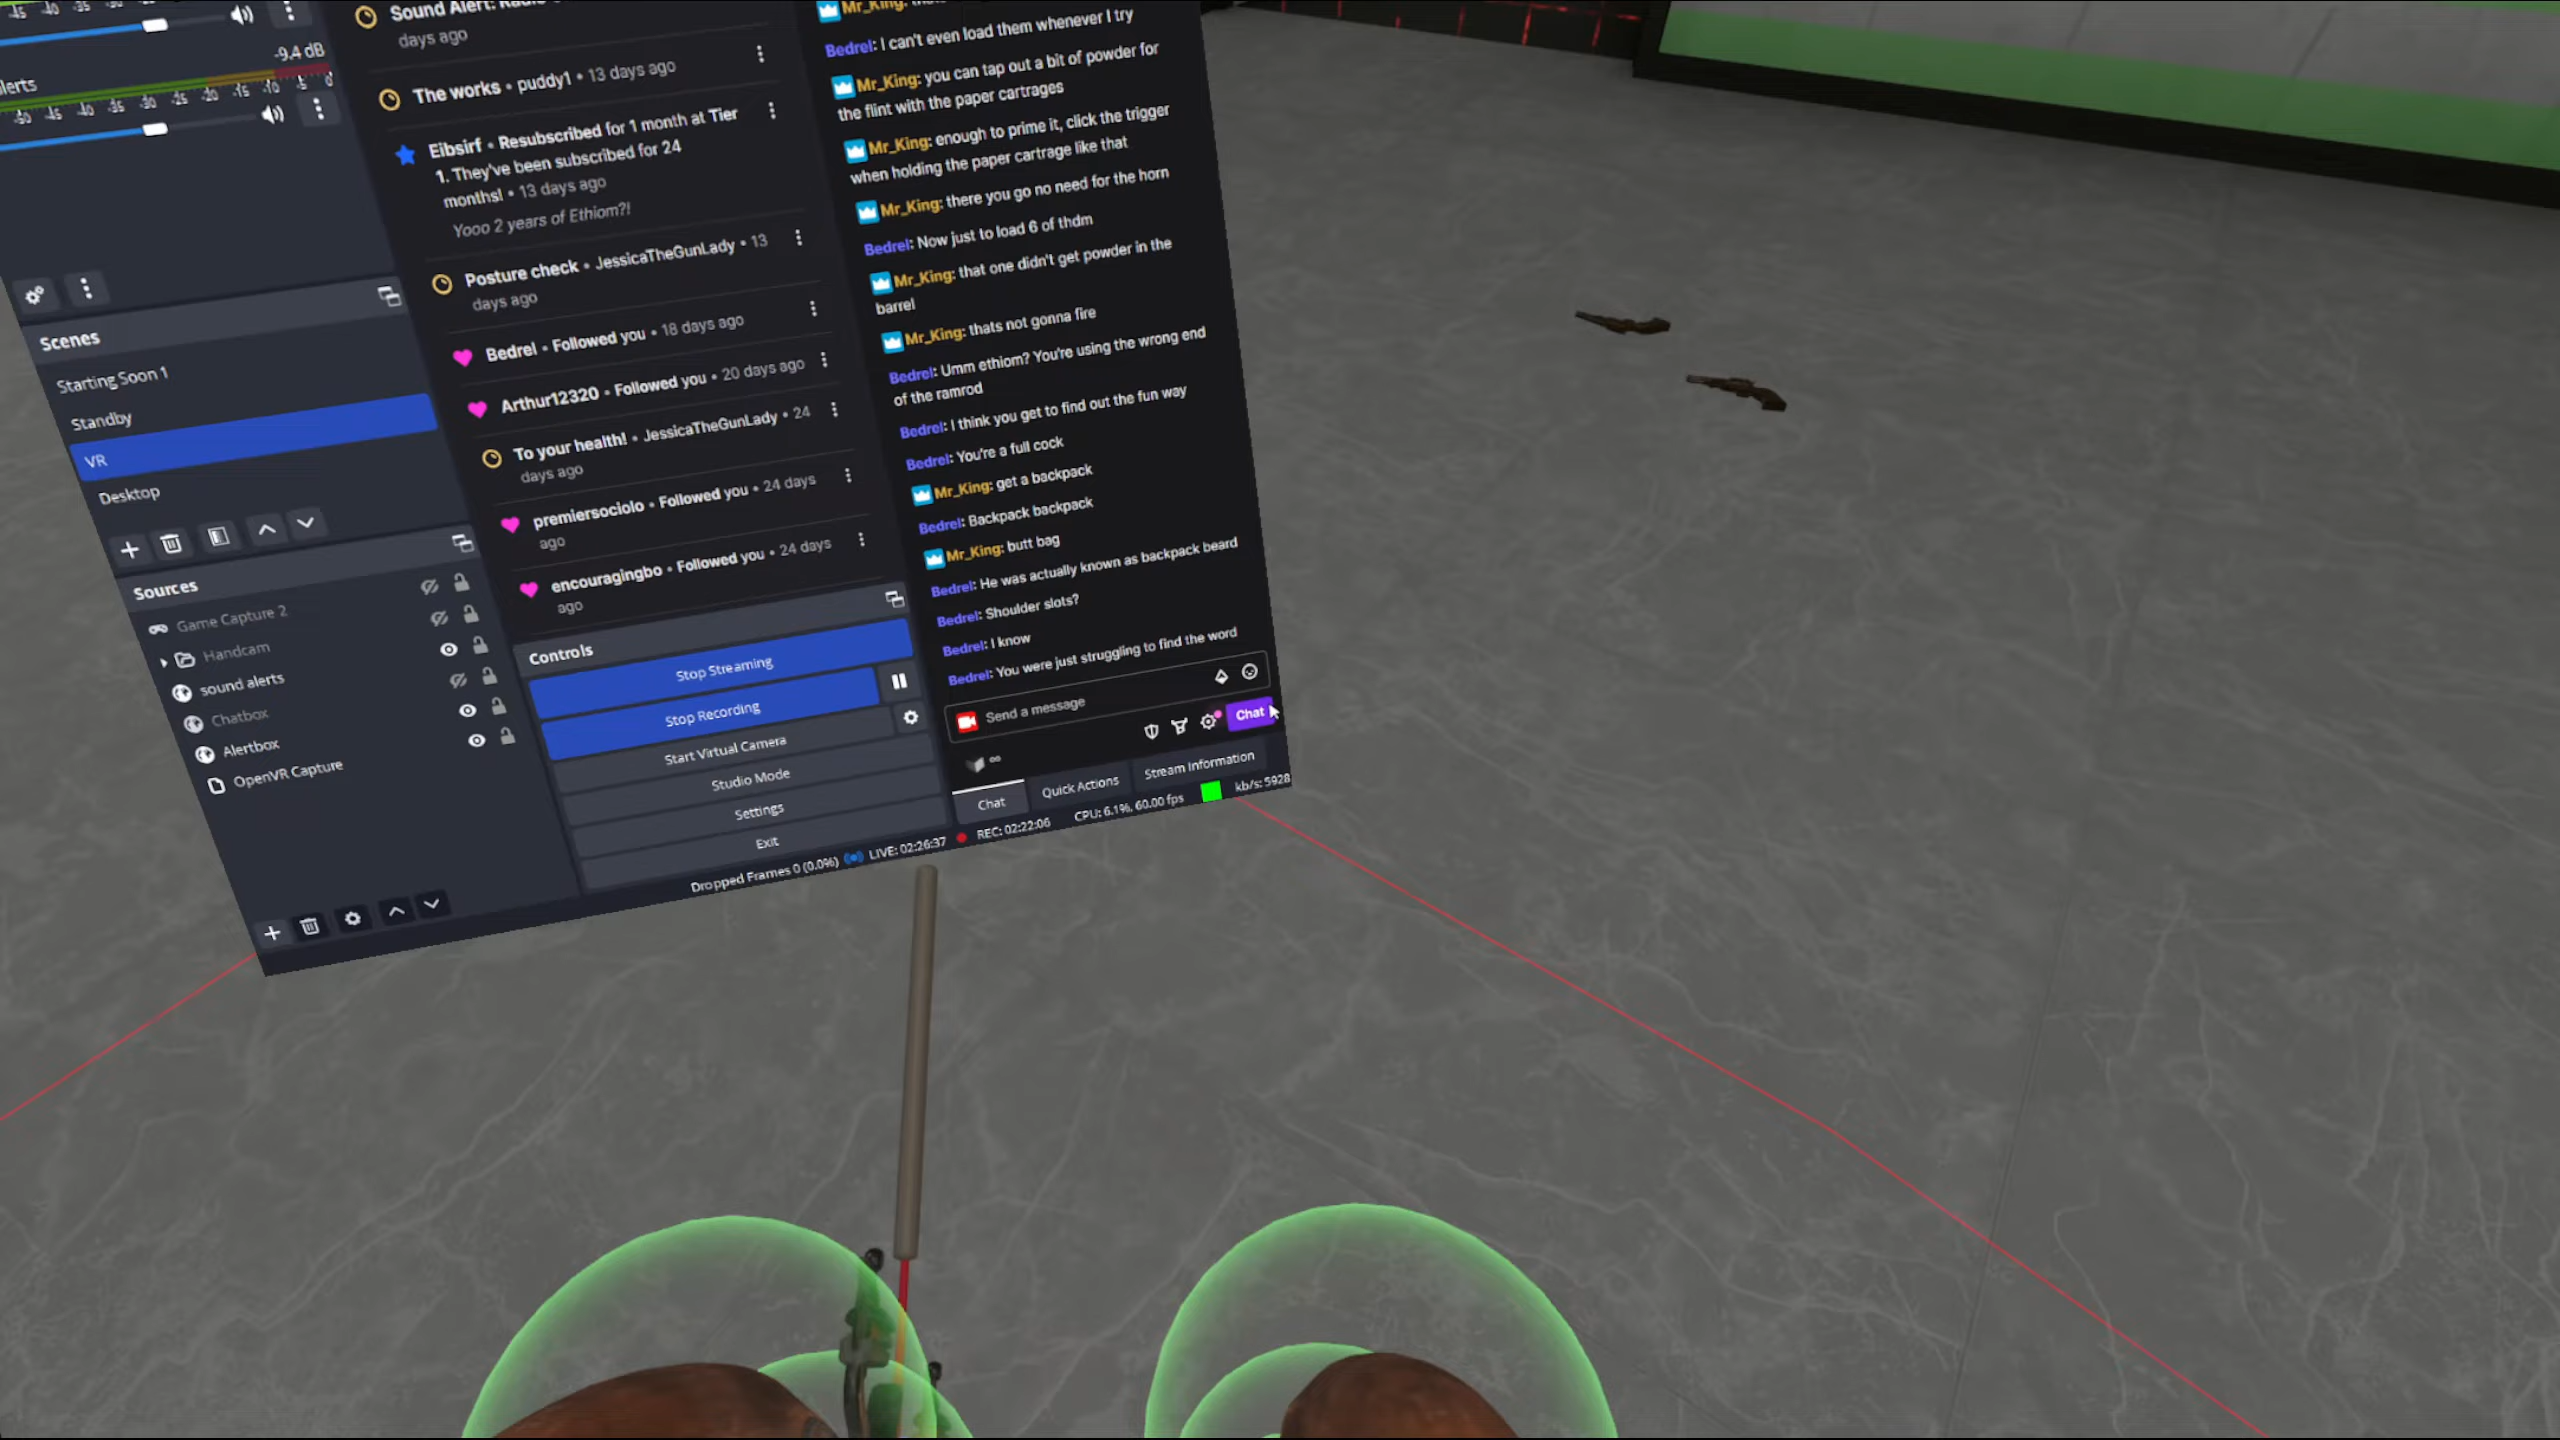 -9.4 dB
Sound Alert:
days ago
The works • puddy1 • 13 days ago
Eibsirf • Resubscribed for 1 month at Tier
1. They've been subscribed for 24
months! • 13 days ago
Yooo 2 years of Ethiom?!
Posture check • JessicaTheGunLady • 13
days ago
Bedrel • Followed you • 18 days ago
Arthur12320 • Followed you • 20 days ago
To your health! • JessicaTheGunLady • 24
days ago
premiersociolo • Followed you • 24 days
ago
encouragingbo • Followed you • 24 days
ago
Scenes
Starting Soon 1
Standby
VR
Desktop
Sources
Game Capture 2
Handcam
sound alerts
Chatbox
Alertbox
OpenVR Capture
Controls
Stop Streaming
Stop Recording
Start Virtual Camera
Studio Mode
Settings
Exit
Mr_King:
Bedrel: I can't even load them whenever I try
Mr_King: you can tap out a bit of powder for
the flint with the paper cartrages
Mr_King: enough to prime it, click the trigger
when holding the paper cartrage like that
Mr_King: there you go no need for the horn
Bedrel: Now just to load 6 of thdm
Mr_King: that one didn't get powder in the
barrel
Mr_King: thats not gonna fire
Bedrel: Umm ethiom? You're using the wrong end
of the ramrod
Bedrel: I think you get to find out the fun way
Bedrel: You're a full cock
Mr_King: get a backpack
Bedrel: Backpack backpack
Mr_King: butt bag
Bedrel: He was actually known as backpack beard
Bedrel: Shoulder slots?
Bedrel: I know
Bedrel: You were just struggling to find the word
Send a message
Chat
Chat
Quick Actions
Stream Information
Dropped Frames 0 (0.0%)
LIVE: 02:26:37
REC: 02:22:06
CPU: 6.1%, 60.00 fps
kb/s: 5928